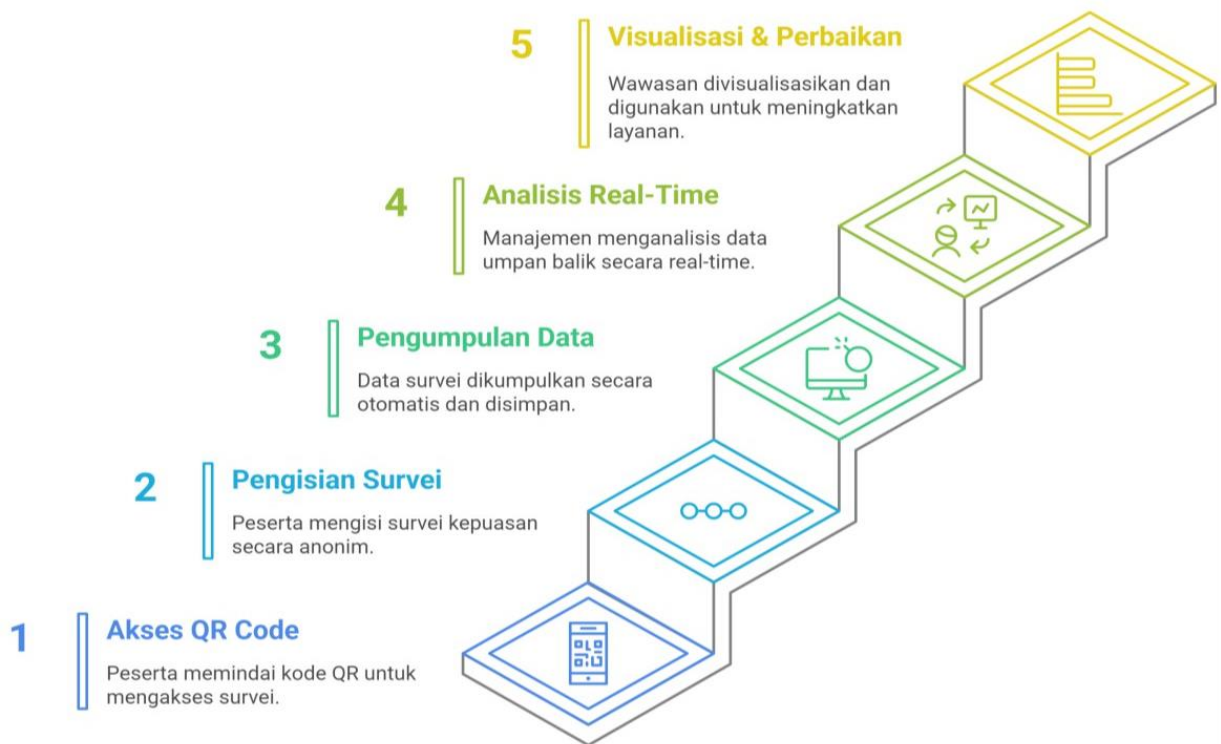 5
Visualisasi & Perbaikan
Wawasan divisualisasikan dan
digunakan untuk meningkatkan
layanan.
4
Analisis Real-Time
Manajemen menganalisis data
umpan balik secara real-time.
3
Pengumpulan Data
Data survei dikumpulkan secara
otomatis dan disimpan.
2
Pengisian Survei
Peserta mengisi survei kepuasan
secara anonim.
1
Akses QR Code
Peserta memindai kode QR untuk
mengakses survei.